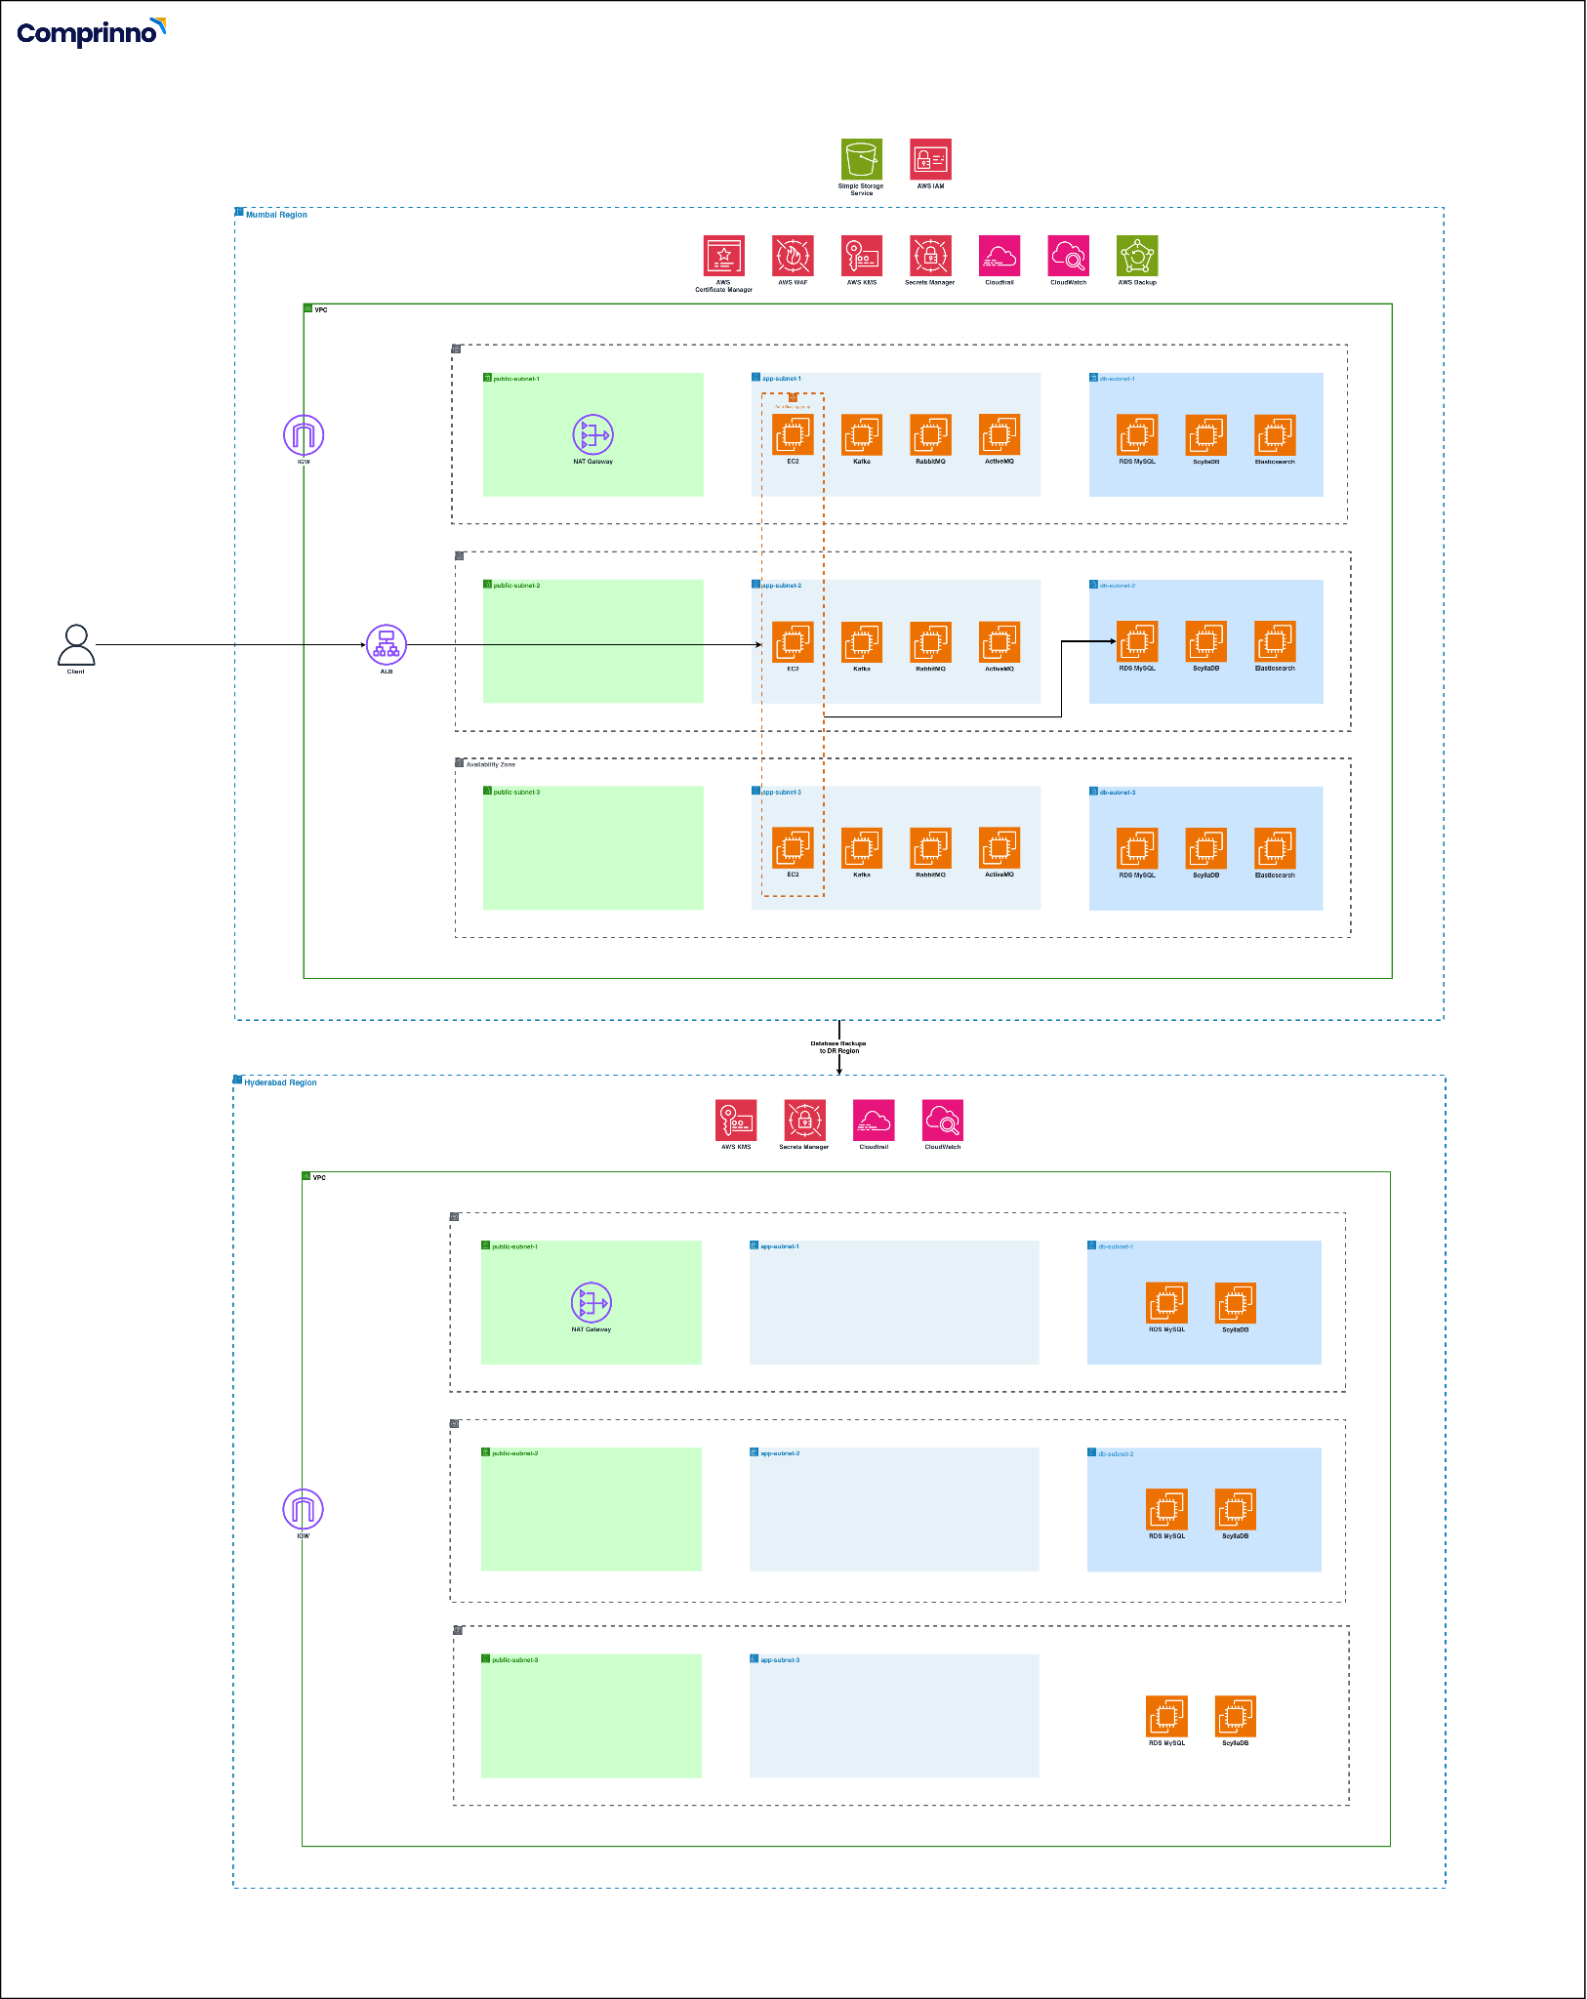 Comprinno
Simple Storage
Service
AWS IAM
Mumbai Region
AWS
Certificate Manager
AWS WAF
AWS KMS
Secrets Manager
Cloudtrail
CloudWatch
AWS Backup
VPC
public-subnet-1
app-subnet-1
db-subnet-1
IGW
NAT Gateway
EC2
Kafka
RabbitMQ
ActiveMQ
RDS MySQL
ScyllaDB
Elasticsearch
public-subnet-2
app-subnet-2
db-subnet-2
Client
ALB
EC2
Kafka
RabbitMQ
ActiveMQ
RDS MySQL
ScyllaDB
Elasticsearch
Availability Zone
public-subnet-3
app-subnet-3
db-subnet-3
EC2
Kafka
RabbitMQ
ActiveMQ
RDS MySQL
ScyllaDB
Elasticsearch
Database Backups
to DR Region
Hyderabad Region
AWS KMS
Secrets Manager
Cloudtrail
CloudWatch
VPC
public-subnet-1
app-subnet-1
db-subnet-1
NAT Gateway
RDS MySQL
ScyllaDB
public-subnet-2
app-subnet-2
db-subnet-2
IGW
RDS MySQL
ScyllaDB
public-subnet-3
app-subnet-3
RDS MySQL
ScyllaDB